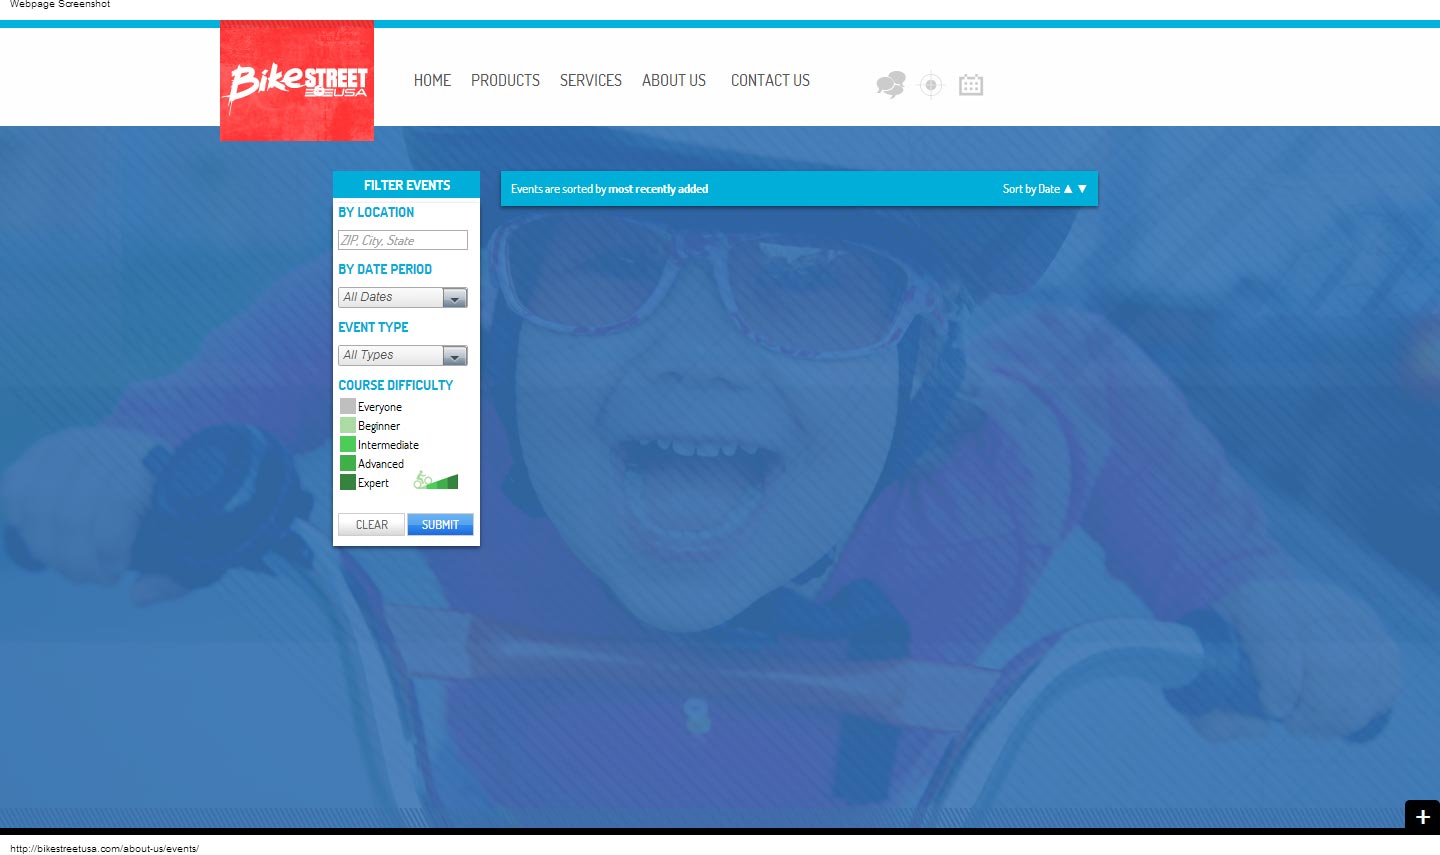 Webpage Screenshot
Bike STREET
USA
HOME PRODUCTS SERVICES ABOUT US CONTACT US
FILTER EVENTS
BY LOCATION
ZIP, City, State
BY DATE PERIOD
All Dates
EVENT TYPE
All Types
COURSE DIFFICULTY
Everyone
Beginner
Intermediate
Advanced
Expert
CLEAR SUBMIT
Events are sorted by most recently added Sort by Date ▲ ▼
+
http://bikestreetusa.com/about-us/events/